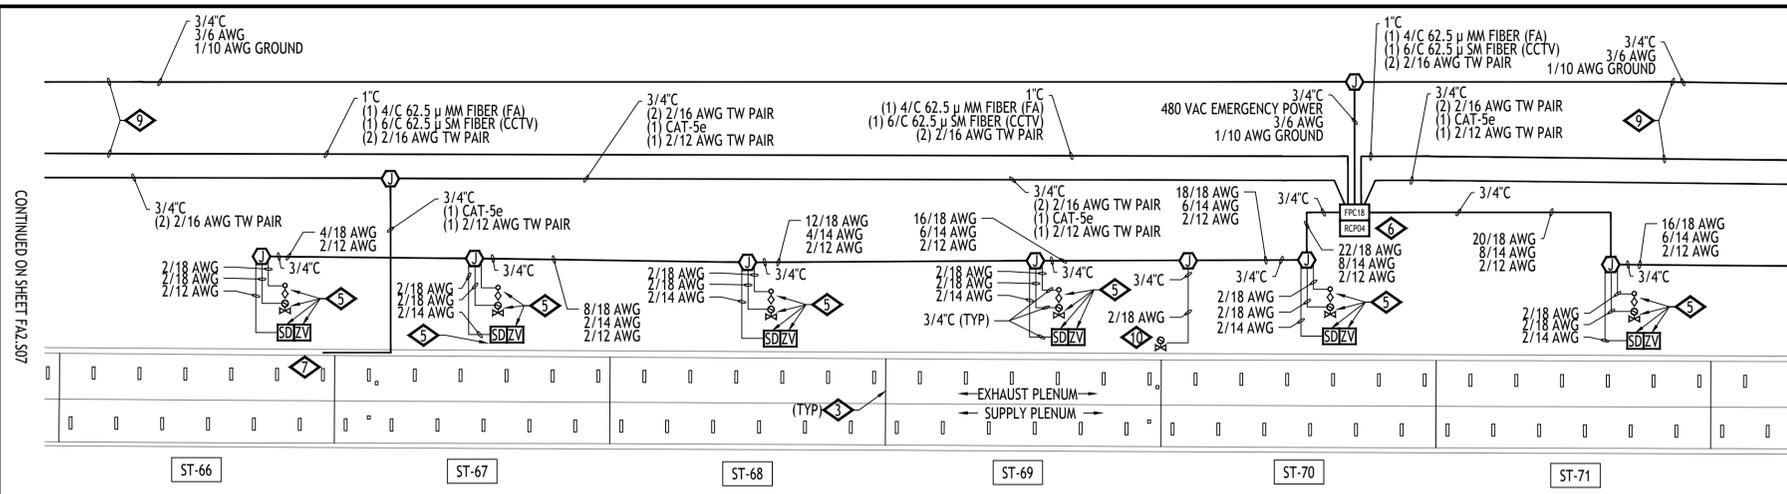 3/4"C
3/6 AWG
1/10 AWG GROUND
1"C
(1) 4/C 62.5 µ MM FIBER (FA)
(1) 6/C 62.5 µ SM FIBER (CCTV)
(2) 2/16 AWG TW PAIR
3/4"C
3/6 AWG
1/10 AWG GROUND
J
9
1"C
(1) 4/C 62.5 µ MM FIBER (FA)
(1) 6/C 62.5 µ SM FIBER (CCTV)
(2) 2/16 AWG TW PAIR
3/4"C
(2) 2/16 AWG TW PAIR
(1) CAT-5e
(1) 2/12 AWG TW PAIR
1"C
(1) 4/C 62.5 µ MM FIBER (FA)
(1) 6/C 62.5 µ SM FIBER (CCTV)
(2) 2/16 AWG TW PAIR
3/4"C
480 VAC EMERGENCY POWER
3/6 AWG
1/10 AWG GROUND
3/4"C
(2) 2/16 AWG TW PAIR
(1) CAT-5e
(1) 2/12 AWG TW PAIR
9
CONTINUED ON SHEET FA2.S07
3/4"C
(2) 2/16 AWG TW PAIR
J
3/4"C
(1) CAT-5e
(1) 2/12 AWG TW PAIR
3/4"C
(2) 2/16 AWG TW PAIR
(1) CAT-5e
(1) 2/12 AWG TW PAIR
3/4"C
FPC18
RCP04
6
3/4"C
4/18 AWG
2/12 AWG
J
3/4"C
2/18 AWG
2/18 AWG
2/12 AWG
5
SD ZV
J
3/4"C
2/18 AWG
2/18 AWG
2/14 AWG
5
5
SD ZV
8/18 AWG
2/14 AWG
2/12 AWG
12/18 AWG
4/14 AWG
2/12 AWG
J
3/4"C
2/18 AWG
2/18 AWG
2/14 AWG
5
SD ZV
16/18 AWG
6/14 AWG
2/12 AWG
J
3/4"C
2/18 AWG
2/18 AWG
2/14 AWG
3/4"C (TYP)
5
SD ZV
J
3/4"C
2/18 AWG
10
18/18 AWG
6/14 AWG
2/12 AWG
J
3/4"C
22/18 AWG
8/14 AWG
2/12 AWG
2/18 AWG
2/18 AWG
2/14 AWG
5
SD ZV
20/18 AWG
8/14 AWG
2/12 AWG
J
16/18 AWG
6/14 AWG
2/12 AWG
3/4"C
2/18 AWG
2/18 AWG
2/14 AWG
5
SD ZV
7
(TYP) 3
EXHAUST PLENUM
SUPPLY PLENUM
ST-66
ST-67
ST-68
ST-69
ST-70
ST-71